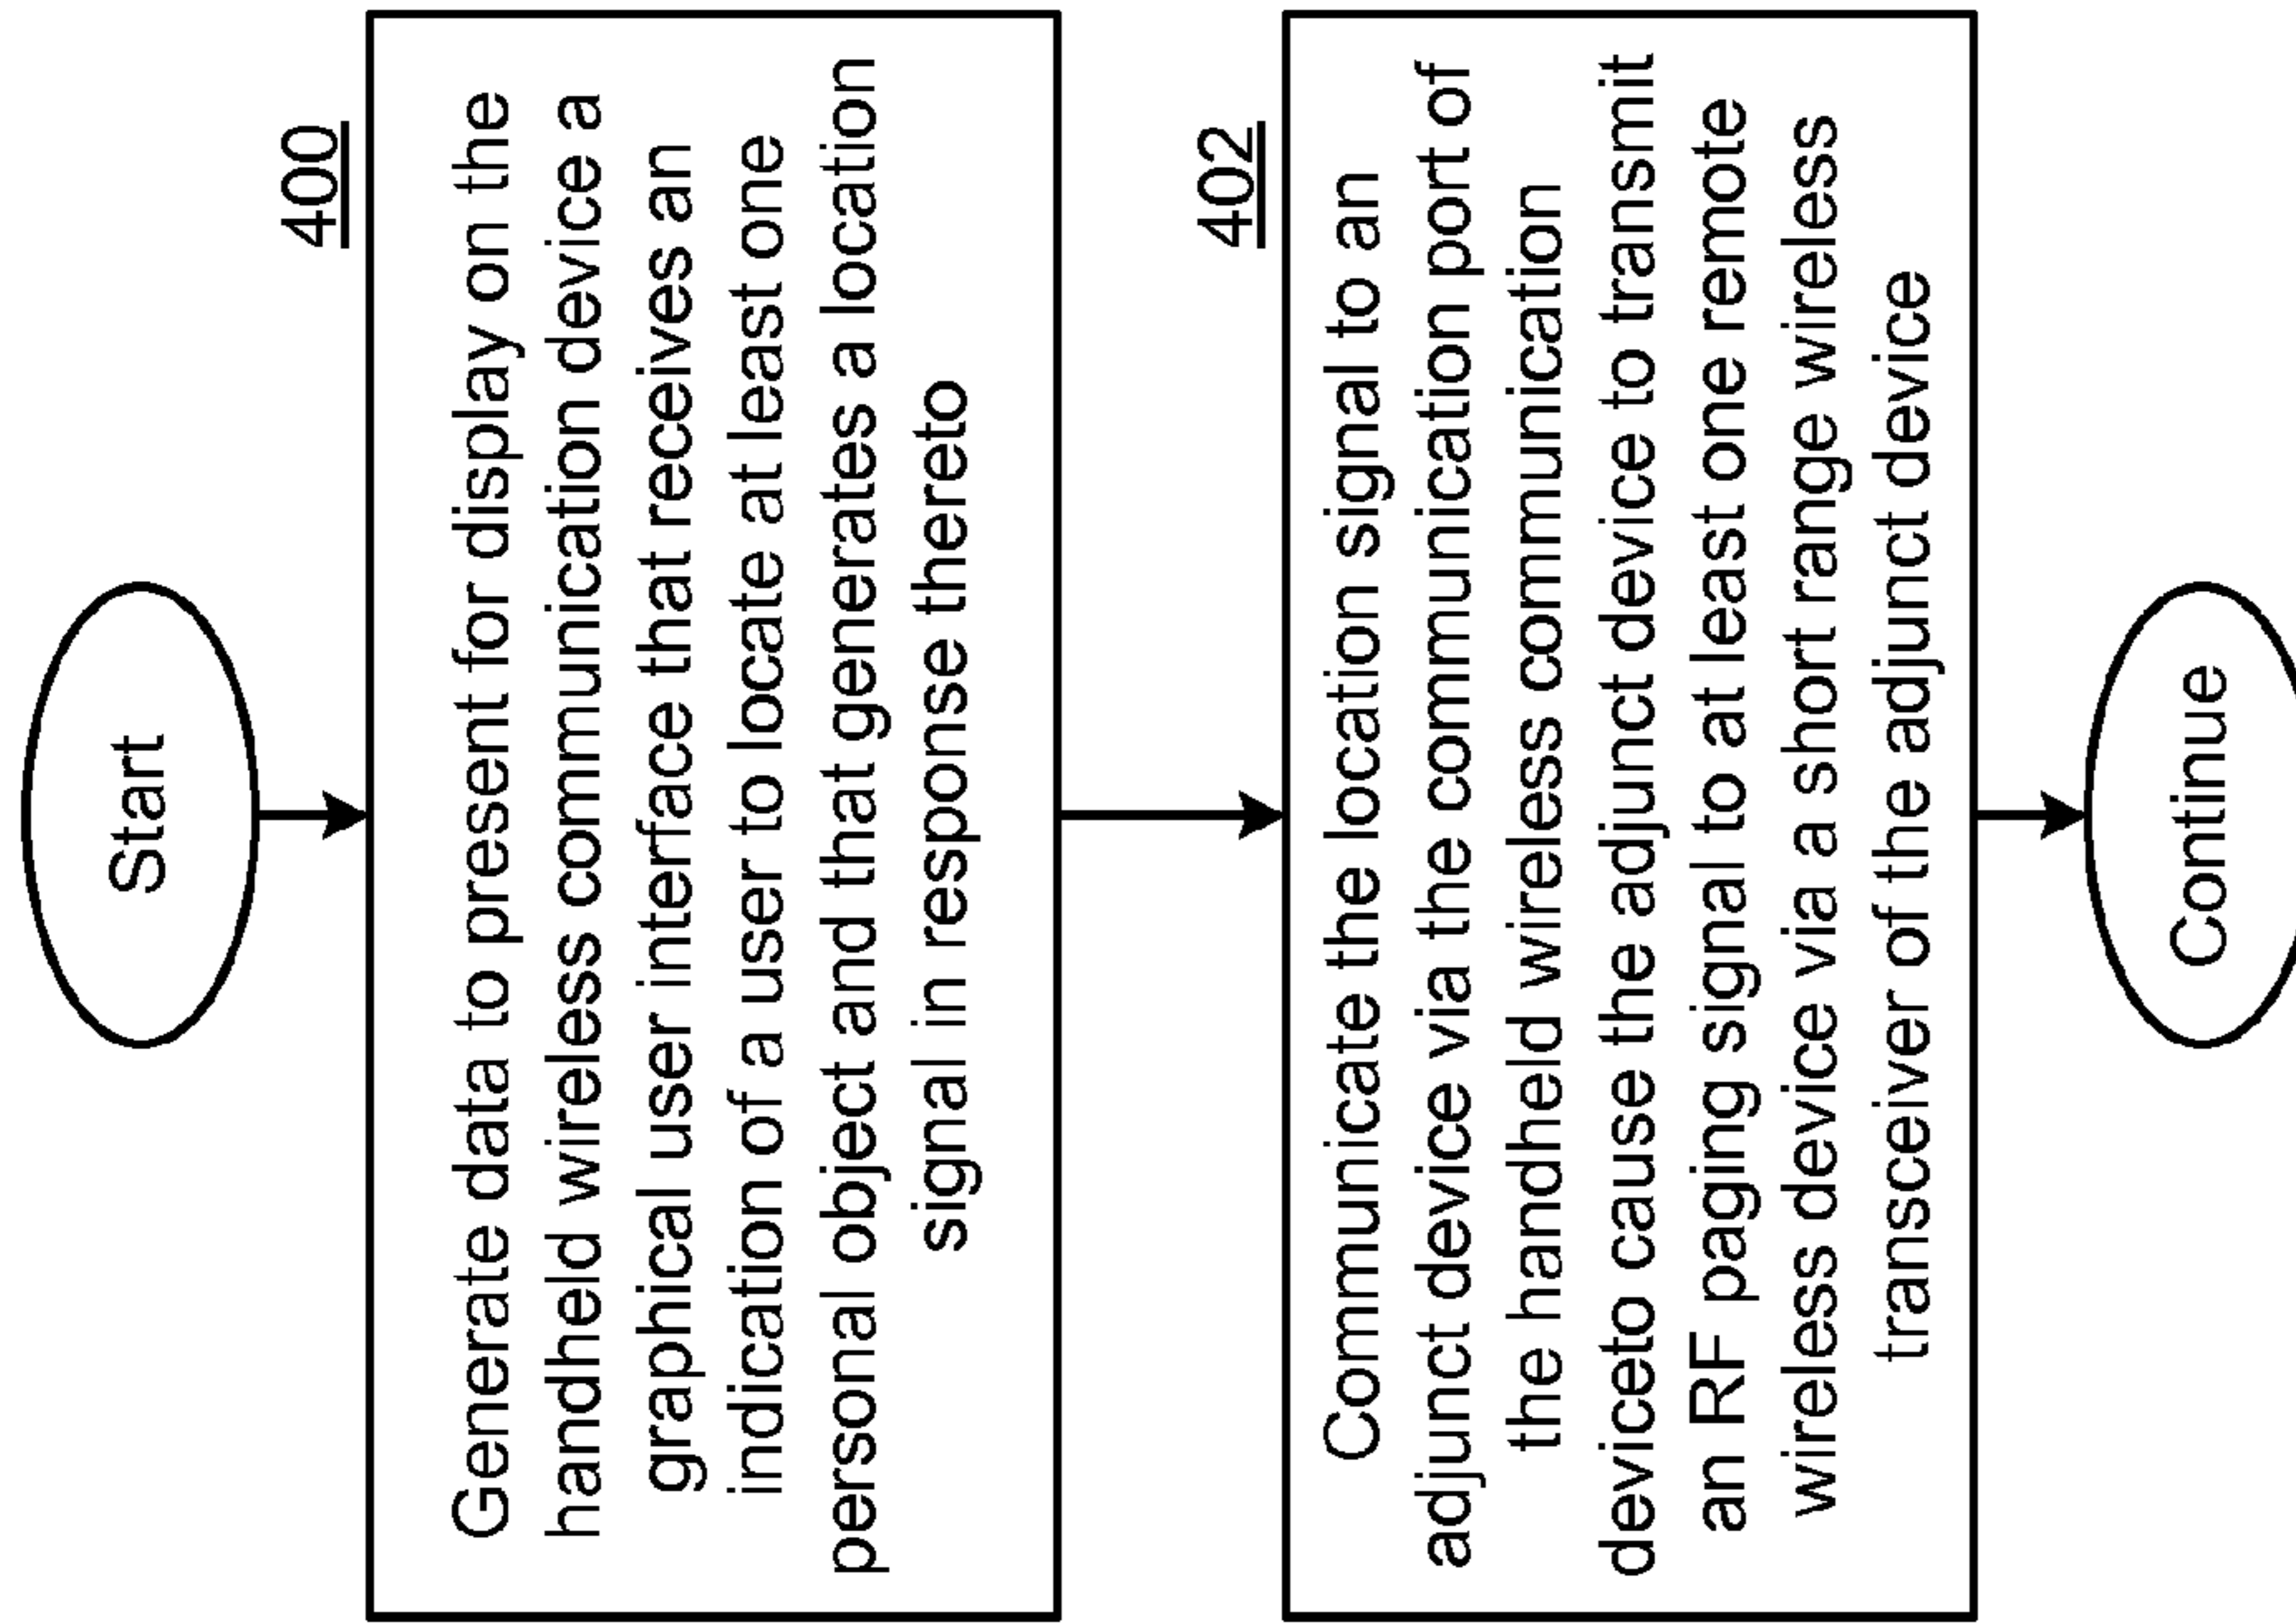 Start
400
Generate data to present for display on the
handheld wireless communication device a
graphical user interface that receives an
indication of a user to locate at least one
personal object and that generates a location
signal in response thereto
402
Communicate the location signal to an
adjunct device via the communication port of
the handheld wireless communication
deviceto cause the adjunct device to transmit
an RF paging signal to at least one remote
wireless device via a short range wireless
transceiver of the adjunct device
Continue